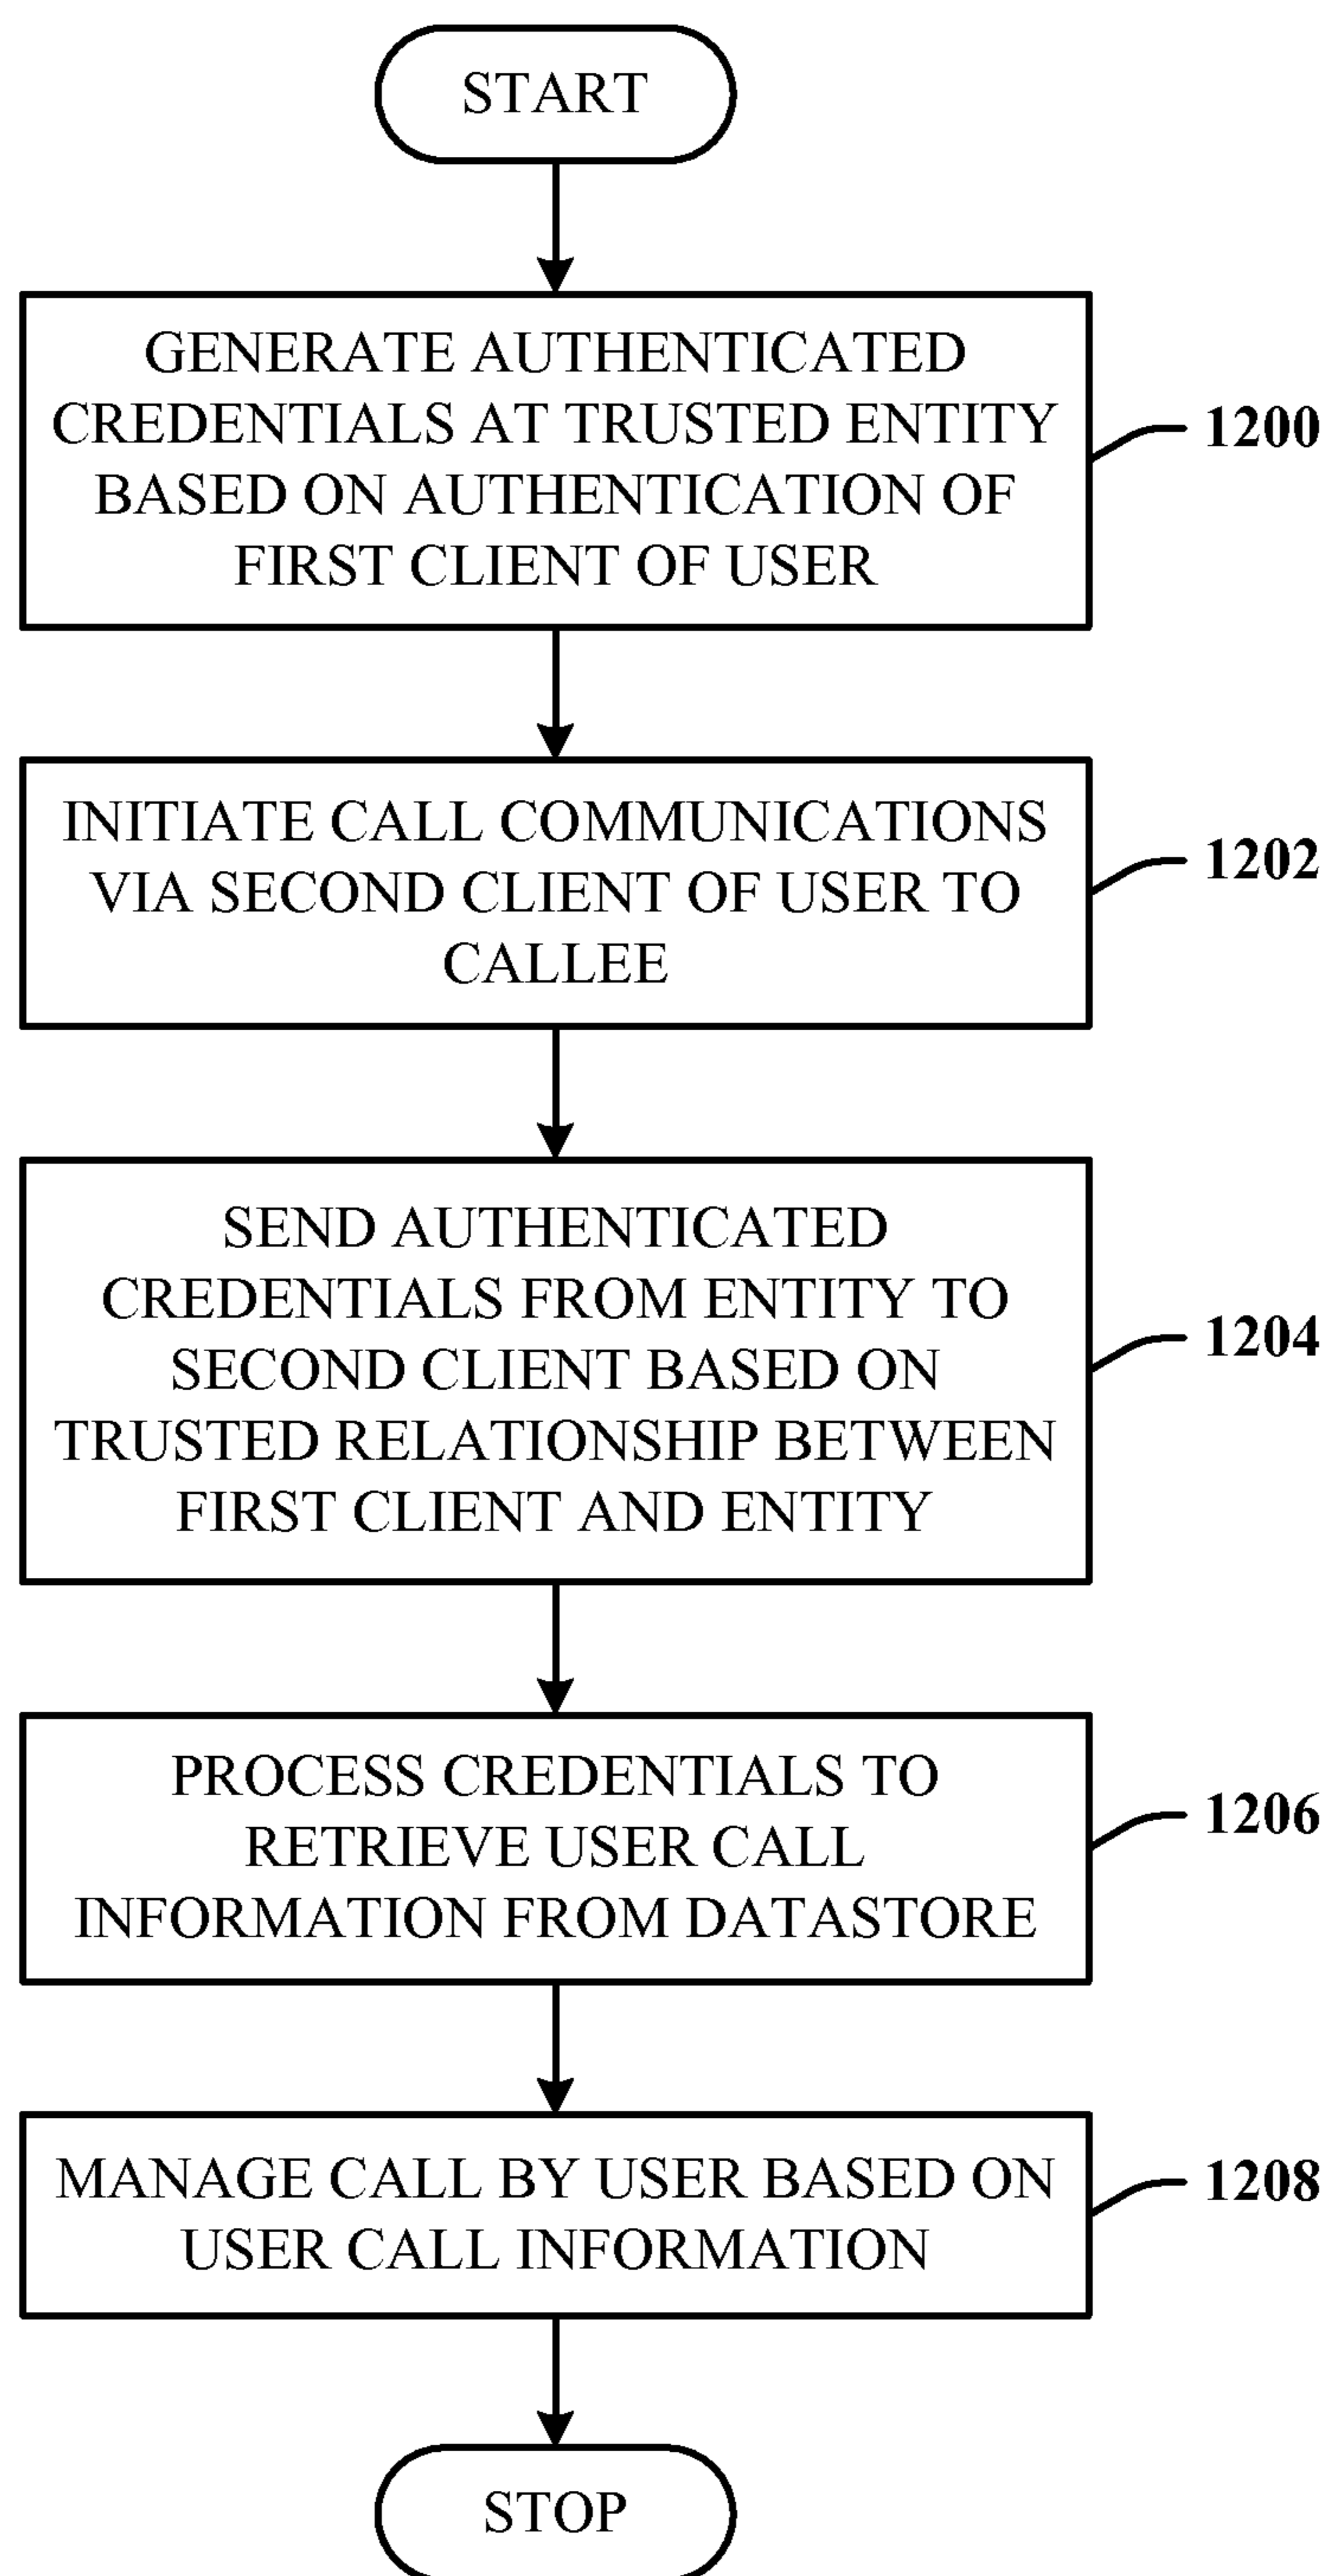 START
GENERATE AUTHENTICATED
CREDENTIALS AT TRUSTED ENTITY
BASED ON AUTHENTICATION OF
FIRST CLIENT OF USER
1200
INITIATE CALL COMMUNICATIONS
VIA SECOND CLIENT OF USER TO
CALLEE
1202
SEND AUTHENTICATED
CREDENTIALS FROM ENTITY TO
SECOND CLIENT BASED ON
TRUSTED RELATIONSHIP BETWEEN
FIRST CLIENT AND ENTITY
1204
PROCESS CREDENTIALS TO
RETRIEVE USER CALL
INFORMATION FROM DATASTORE
1206
MANAGE CALL BY USER BASED ON
USER CALL INFORMATION
1208
STOP